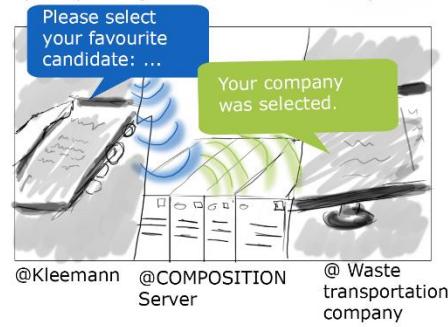 Please select
your favourite
candidate: ...
Your company
was selected.
@Kleemann
@COMPOSITION
Server
@ Waste
transportation
company